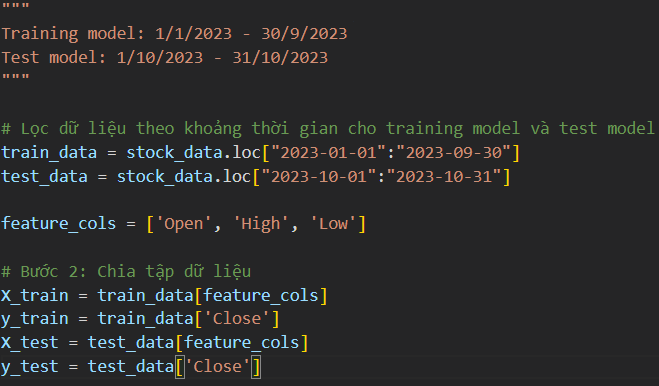 """
Training model: 1/1/2023 - 30/9/2023
Test model: 1/10/2023 - 31/10/2023
"""
# Lọc dữ liệu theo khoảng thời gian cho training model và test model
train_data = stock_data.loc["2023-01-01":"2023-09-30"]
test_data = stock_data.loc["2023-10-01":"2023-10-31"]
feature_cols = ['Open', 'High', 'Low']
# Bước 2: Chia tập dữ liệu
X_train = train_data[feature_cols]
y_train = train_data['Close']
X_test = test_data[feature_cols]
y_test = test_data['Close']